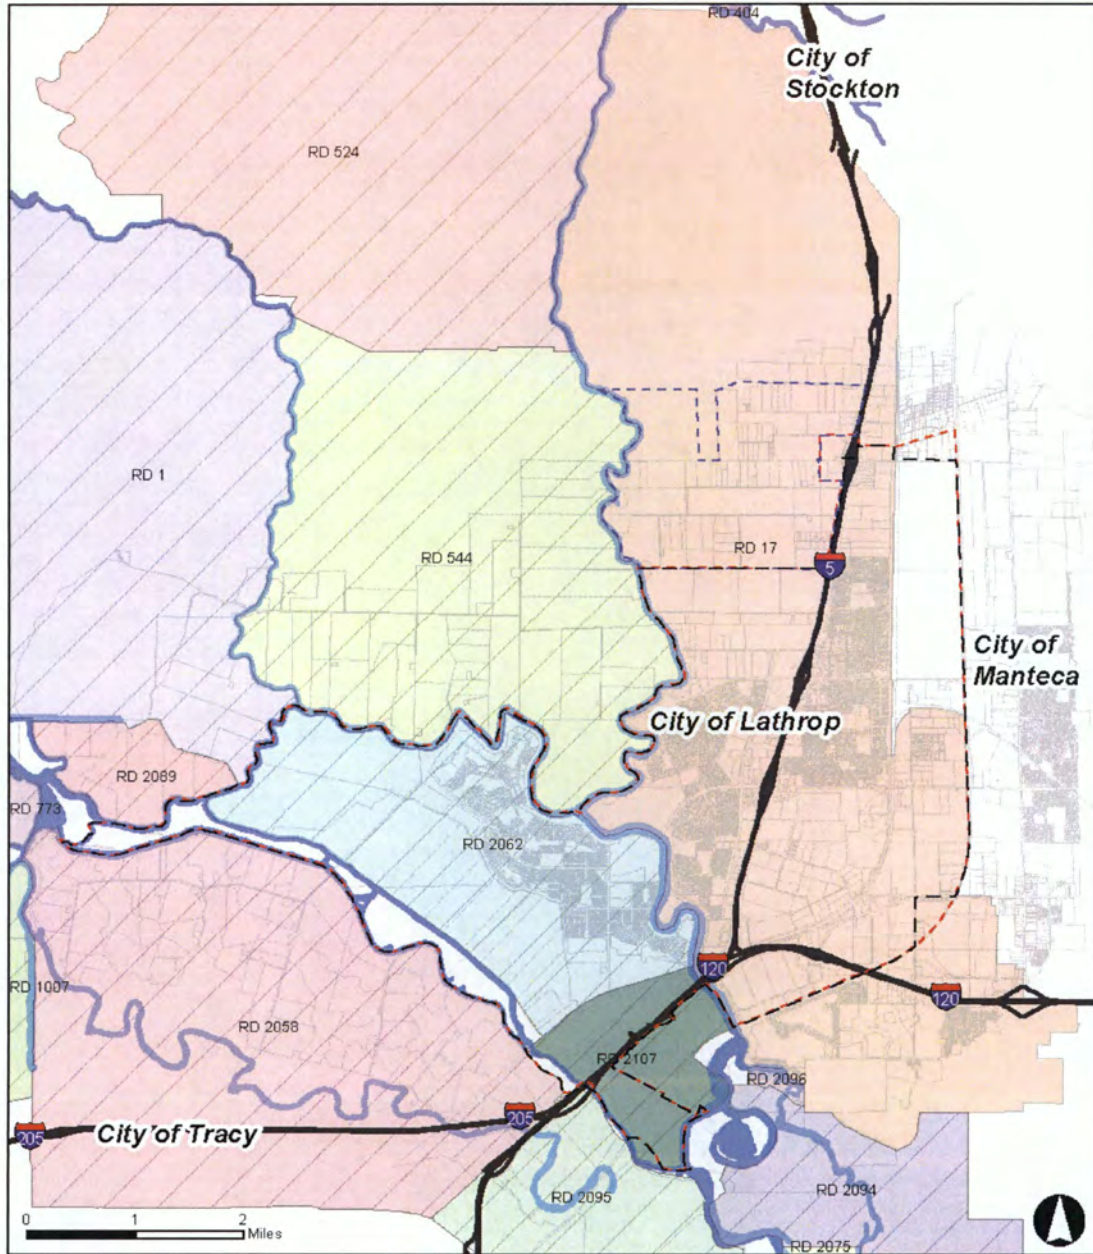 RD 404
City of
Stockton
RD 524
RD 1
RD 544
RD 17
5
City of
Manteca
City of Lathrop
RD 2089
RD 773
RD 2062
120
120
RD 1007
RD 2058
RD 2107
RD 2096
205
205
City of Tracy
RD 2095
RD 2094
0 1 2
Miles
RD 2075